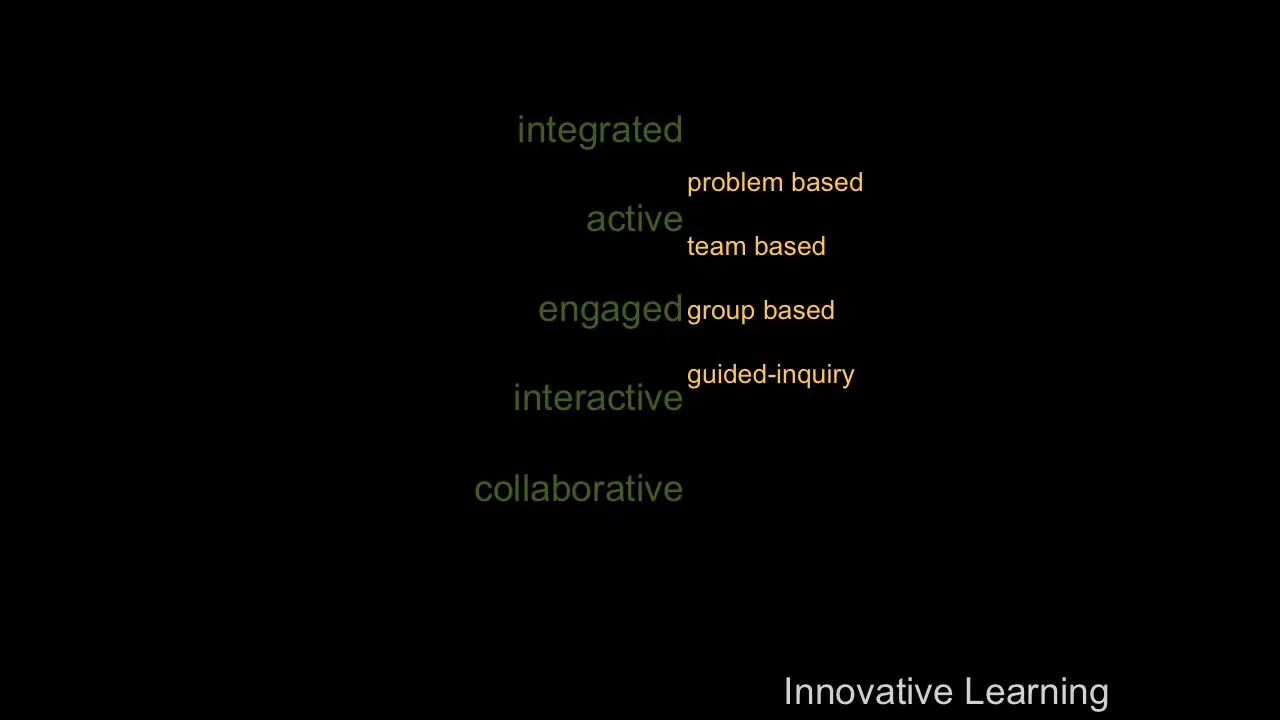 integrated
problem based
active
team based
engaged
group based
guided-inquiry
interactive
collaborative
Innovative Learning